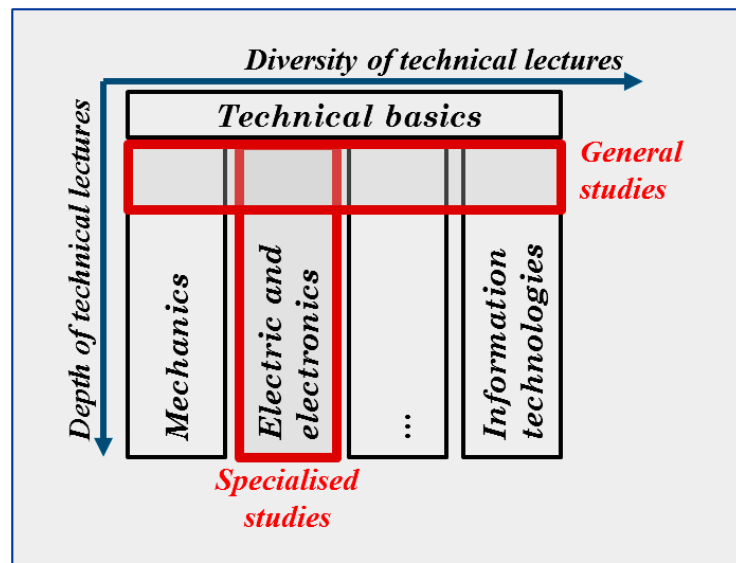 Diversity of technical lectures
Technical basics
General
studies
Depth of technical lectures
Mechanics
Electric and
electronics
...
Information
technologies
Specialised
studies